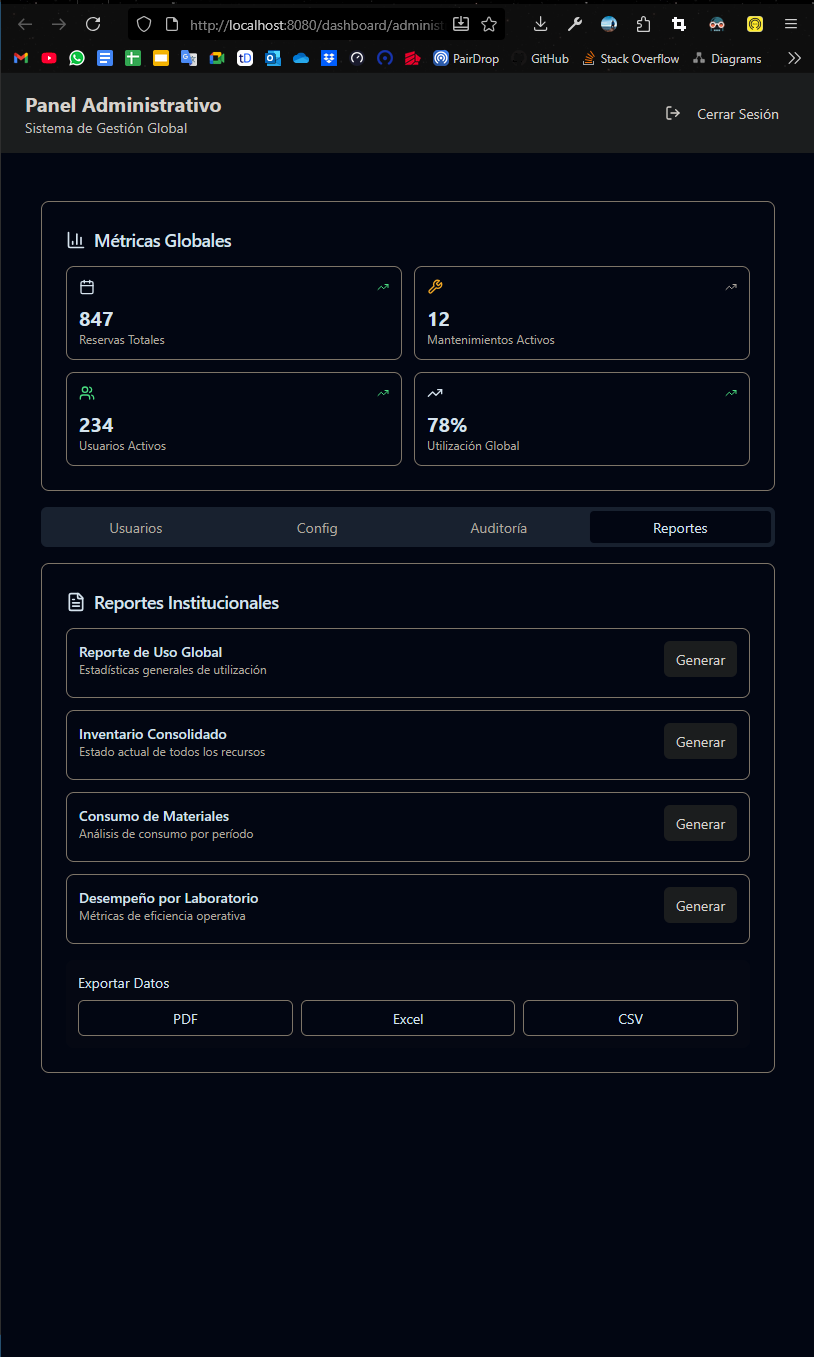 http://localhost:8080/dashboard/administ
PairDrop GitHub Stack Overflow Diagrams
Panel Administrativo
Sistema de Gestión Global
Cerrar Sesión
Métricas Globales
847
Reservas Totales
12
Mantenimientos Activos
234
Usuarios Activos
78%
Utilización Global
Usuarios Config Auditoría Reportes
Reportes Institucionales
Reporte de Uso Global
Estadísticas generales de utilización
Generar
Inventario Consolidado
Estado actual de todos los recursos
Generar
Consumo de Materiales
Análisis de consumo por período
Generar
Desempeño por Laboratorio
Métricas de eficiencia operativa
Generar
Exportar Datos
PDF Excel CSV